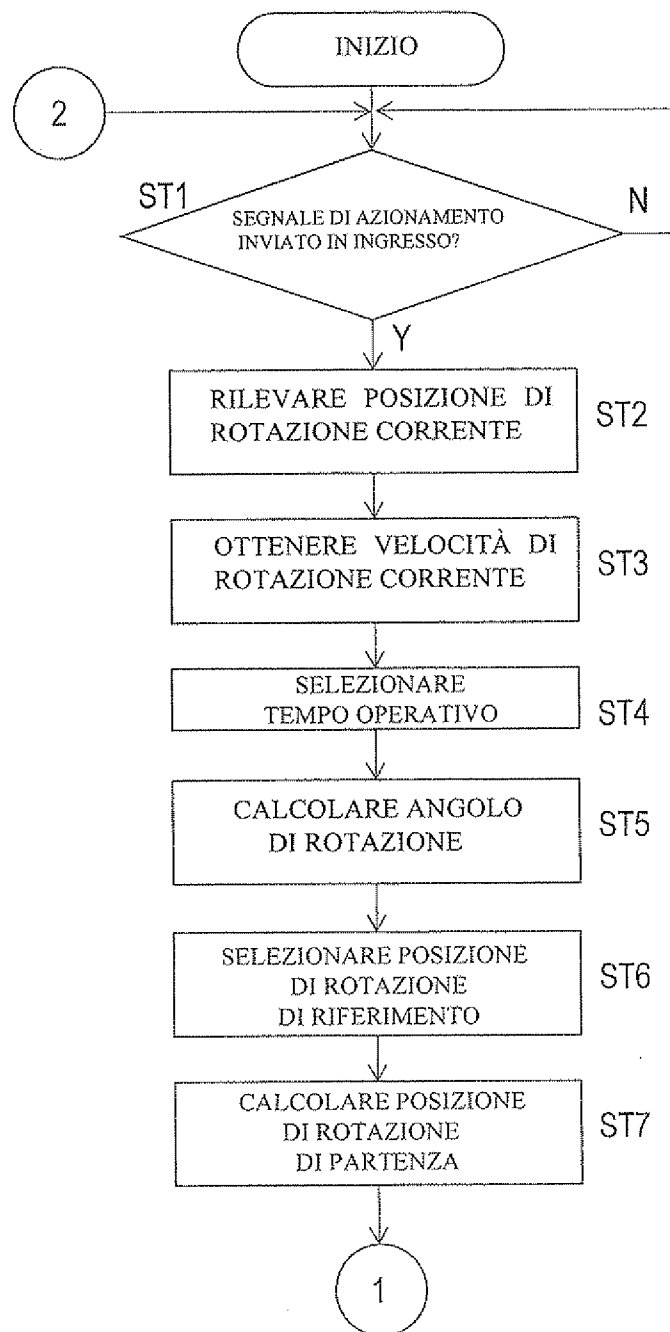 INIZIO
2
ST1
SEGNALE DI AZIONAMENTO
INVIATO IN INGRESSO?
N
Y
RILEVARE POSIZIONE DI
ROTAZIONE CORRENTE
ST2
OTTENERE VELOCITÀ DI
ROTAZIONE CORRENTE
ST3
SELEZIONARE
TEMPO OPERATIVO
ST4
CALCOLARE ANGOLO
DI ROTAZIONE
ST5
SELEZIONARE POSIZIONE
DI ROTAZIONE
DI RIFERIMENTO
ST6
CALCOLARE POSIZIONE
DI ROTAZIONE
DI PARTENZA
ST7
1